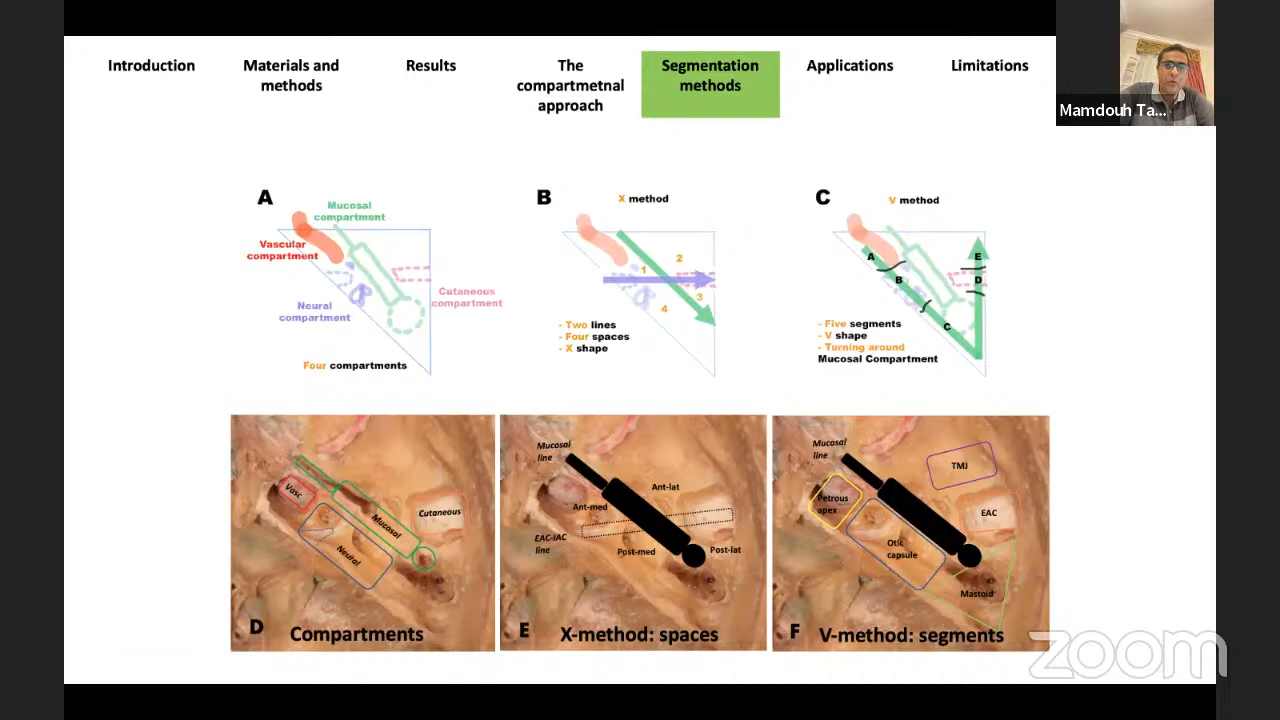 Introduction
Materials and
methods
Results
The
compartmetnal
approach
Segmentation
methods
Applications
Limitations
Mamdouh Ta...
A
Mucosal
compartment
Vascular
compartment
Neural
compartment
Cutaneous
compartment
Four compartments
B
X method
1
2
3
4
- Two lines
- Four spaces
- X shape
C
V method
A
B
C
D
E
- Five segments
- V shape
- Turning around
Mucosal Compartment
Vasc
Mucosal
Cutaneous
Neural
D
Compartments
Mucosal
line
Ant-lat
Ant-med
EAC-IAC
line
Post-med
Post-lat
E
X-method: spaces
Mucosal
line
TMJ
Petrous
apex
EAC
Otic
capsule
Mastoid
F
V-method: segments
zoom